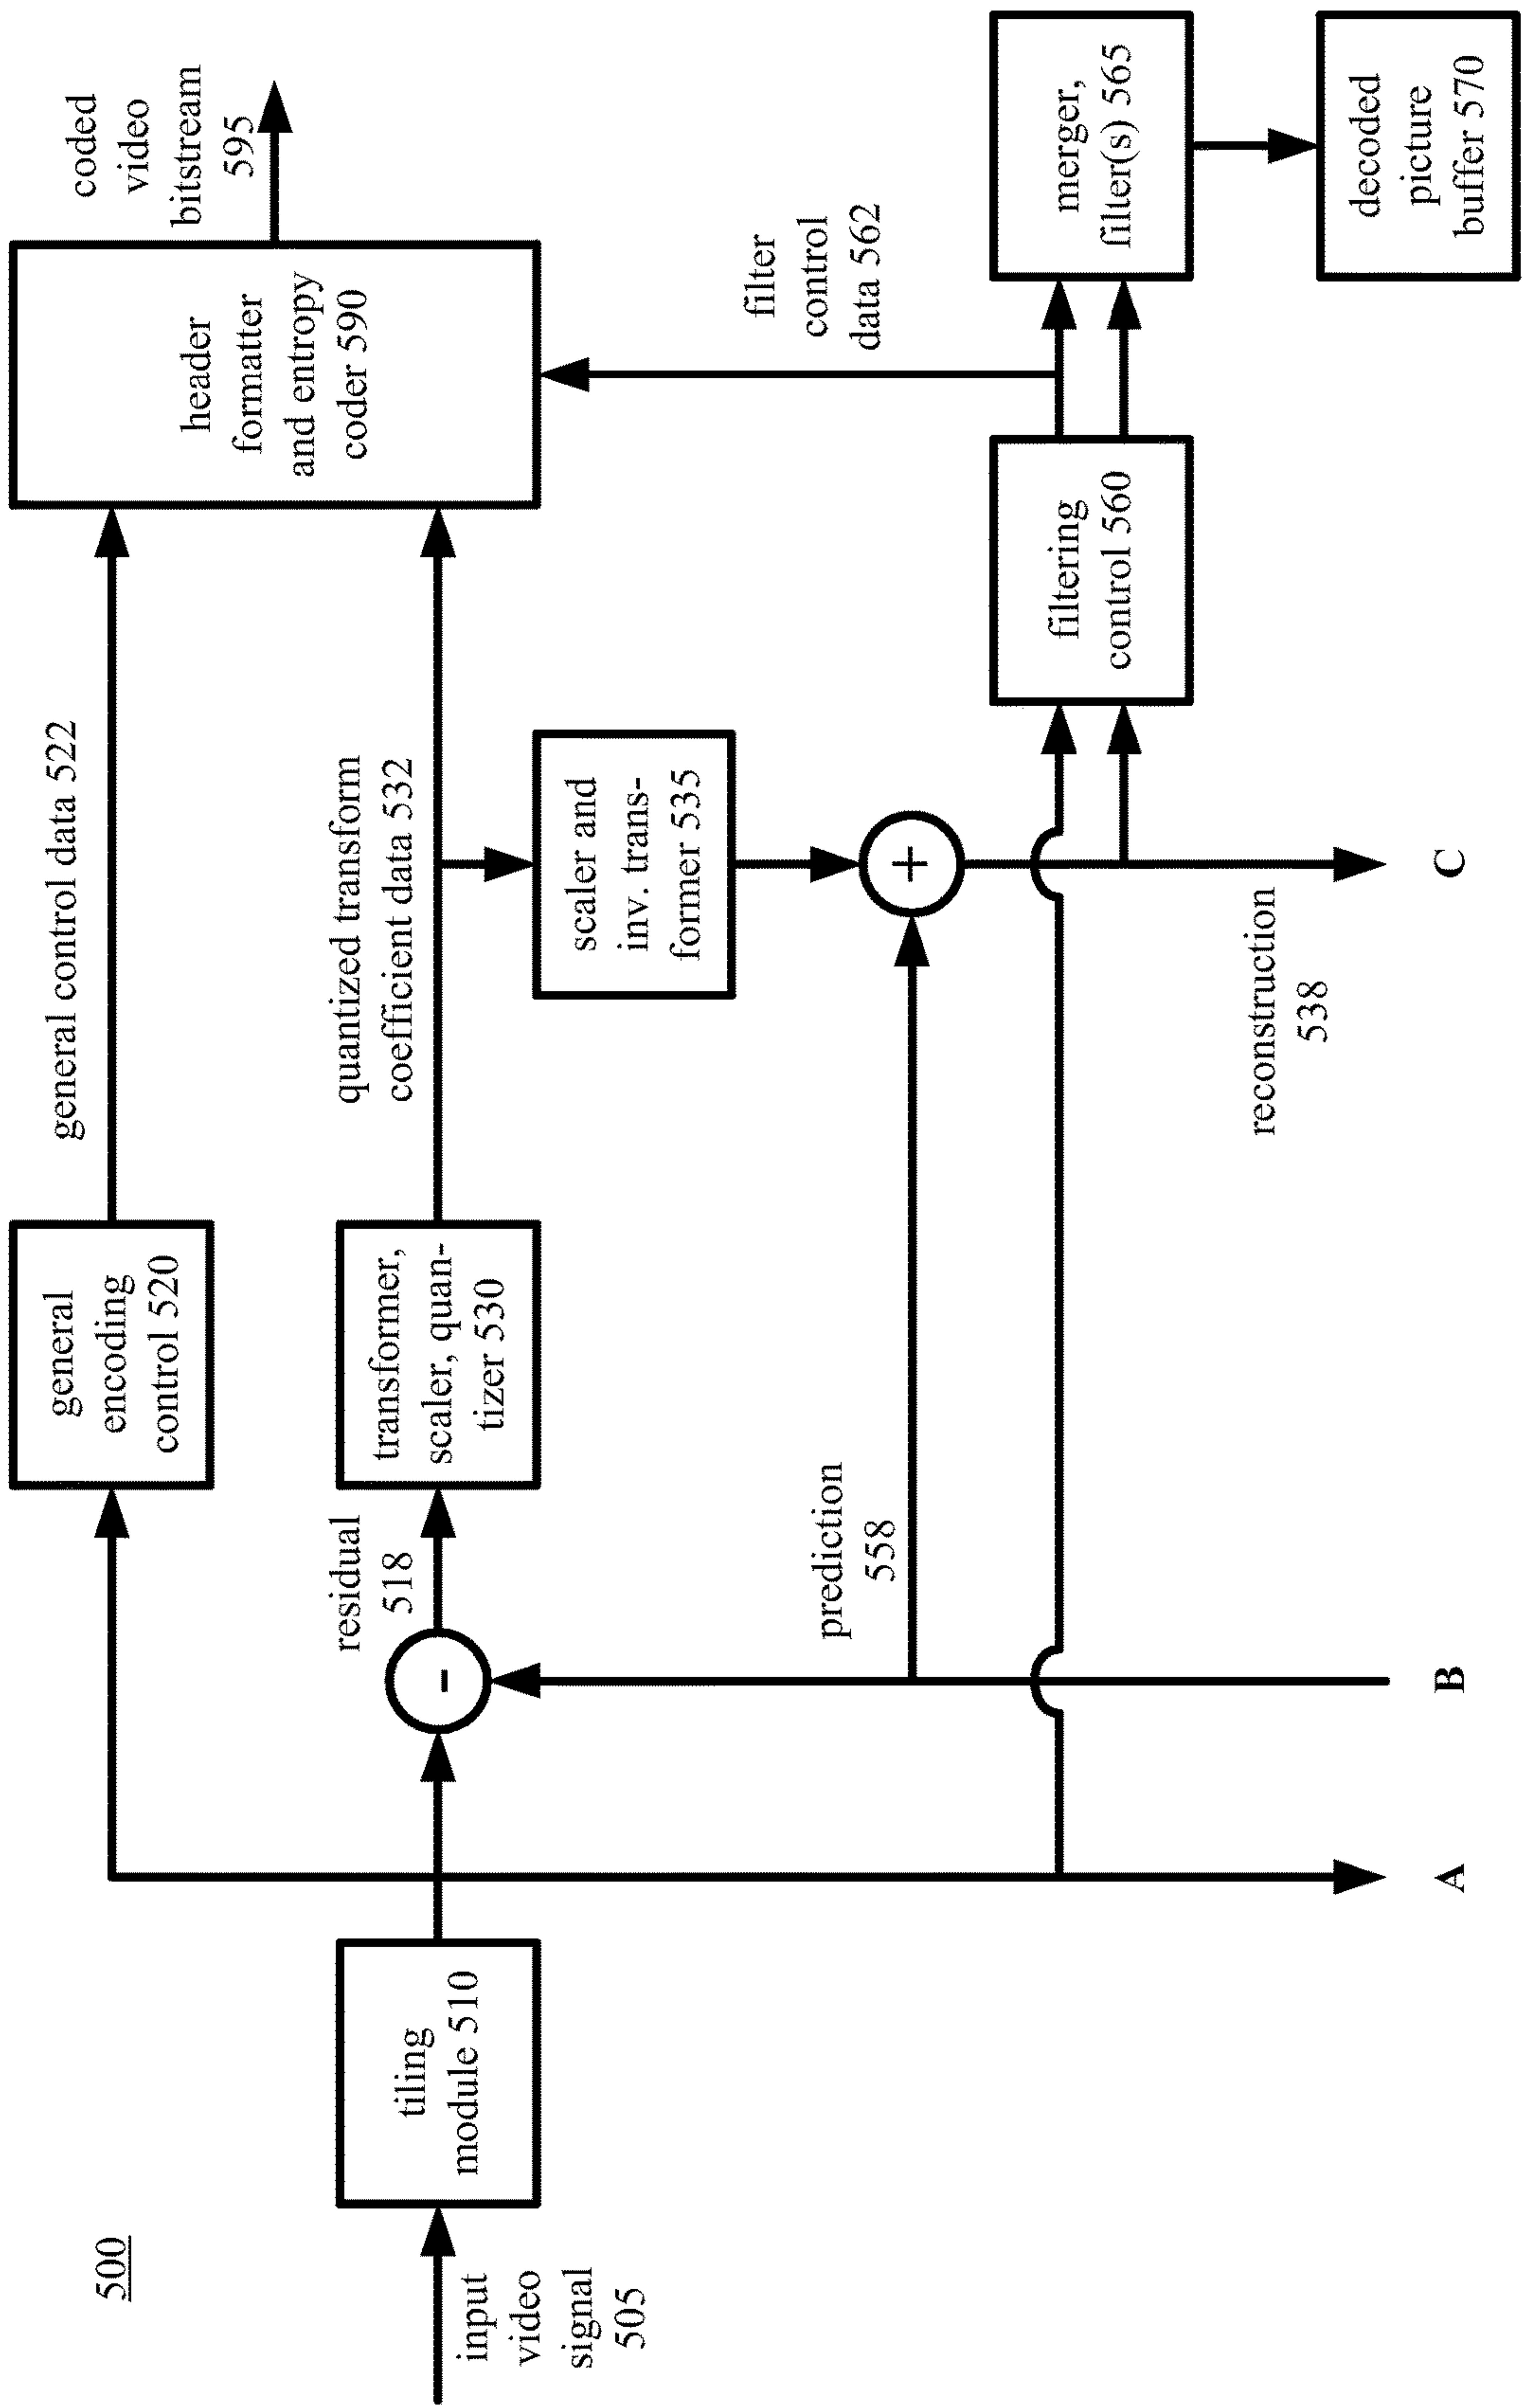 500
input
video
signal
505
tiling
module 510
general
encoding
control 520
general control data 522
residual
518
transformer,
scaler, quan-
tizer 530
quantized transform
coefficient data 532
header
formatter
and entropy
coder 590
coded
video
bitstream
595
-
scaler and
inv. trans-
former 535
prediction
558
+
filter
control
data 562
filtering
control 560
merger,
filter(s) 565
reconstruction
538
decoded
picture
buffer 570
A
B
C